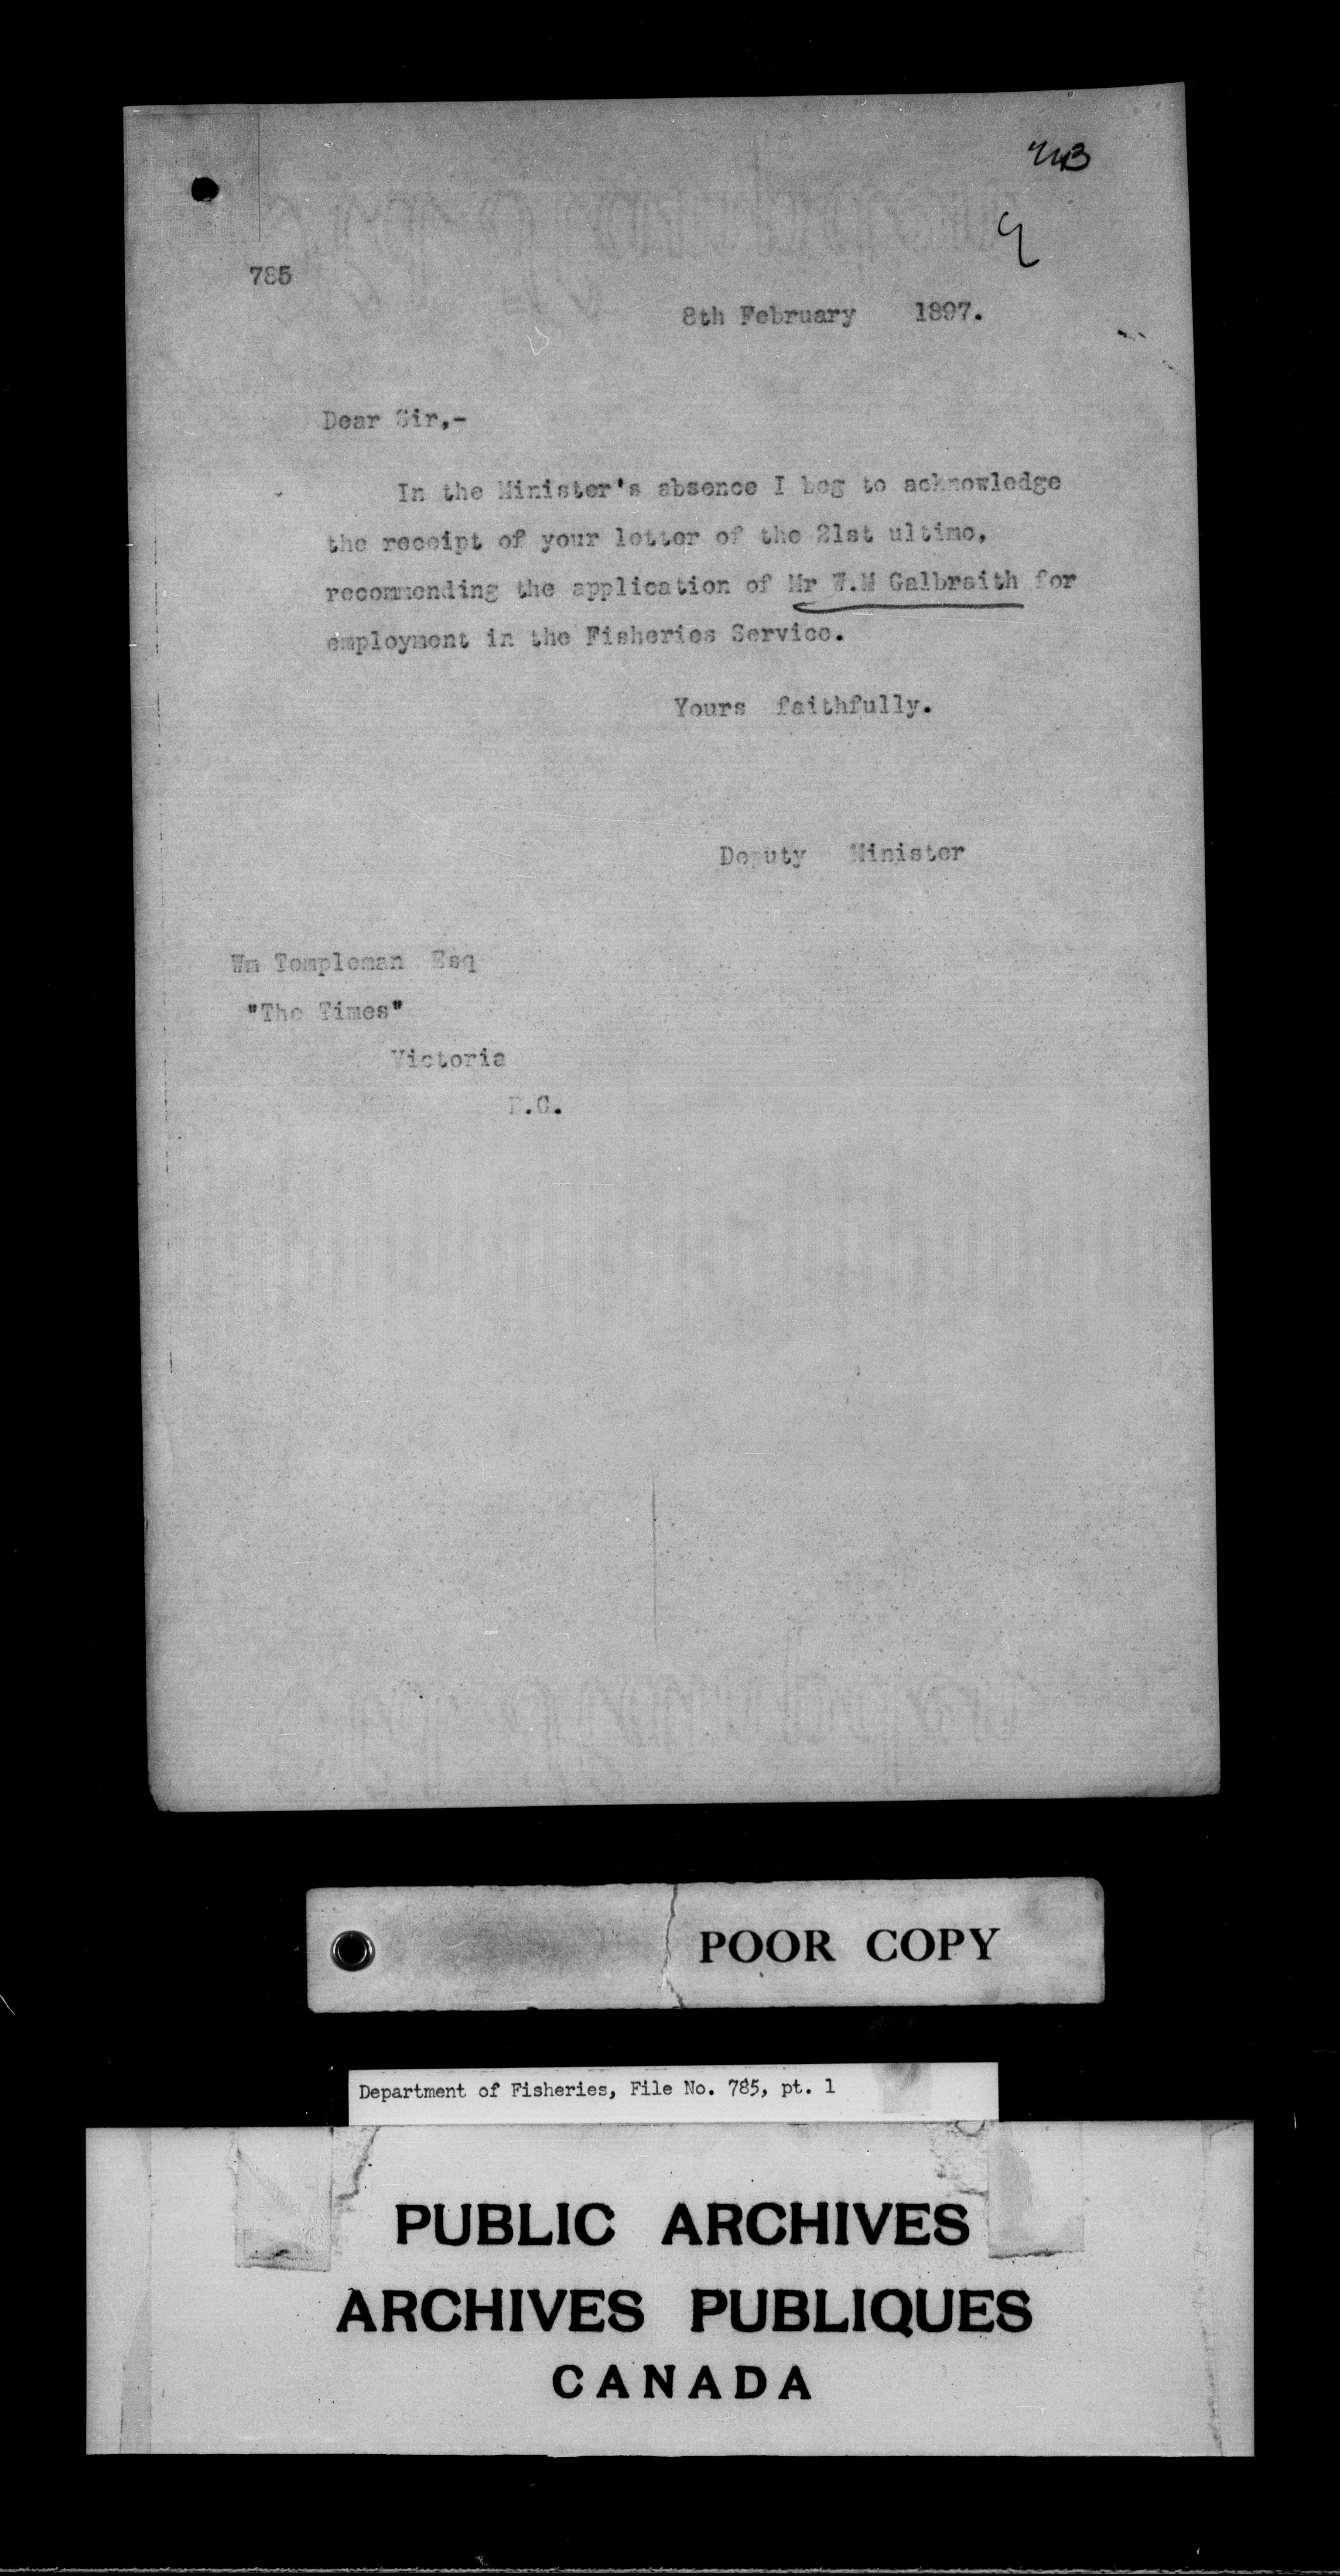 785
8th February 1897.
Dear Sir,-
In the Minister's absence I beg to acknowledge
the receipt of your letter of the 21st ultimo,
recommending the application of Mr W.M Galbraith for
employment in the Fisheries Service.
Yours faithfully.
Deputy Minister
Wm Templeman Esq
"The Times"
Victoria
B.C.
POOR COPY
Department of Fisheries, File No. 785, pt. 1
PUBLIC ARCHIVES
ARCHIVES PUBLIQUES
CANADA